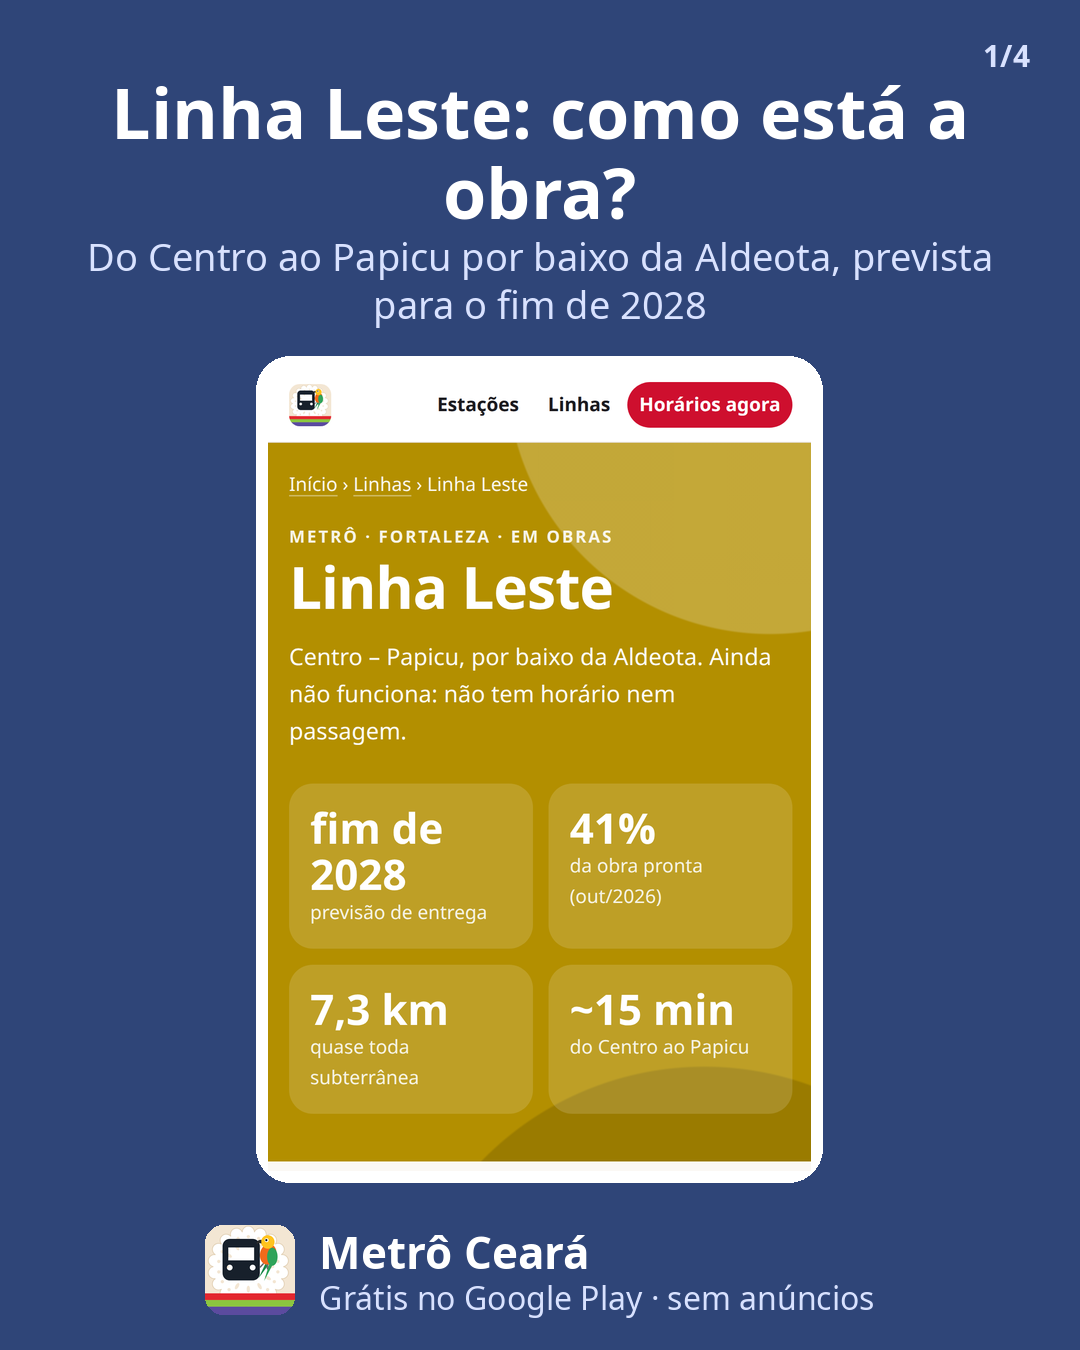 1/4
Linha Leste: como está a
obra?
Do Centro ao Papicu por baixo da Aldeota, prevista
para o fim de 2028
Estações Linhas Horários agora
Início › Linhas › Linha Leste
METRÔ · FORTALEZA · EM OBRAS
Linha Leste
Centro – Papicu, por baixo da Aldeota. Ainda
não funciona: não tem horário nem
passagem.
fim de
2028
previsão de entrega
41%
da obra pronta
(out/2026)
7,3 km
quase toda
subterrânea
~15 min
do Centro ao Papicu
Metrô Ceará
Grátis no Google Play · sem anúncios